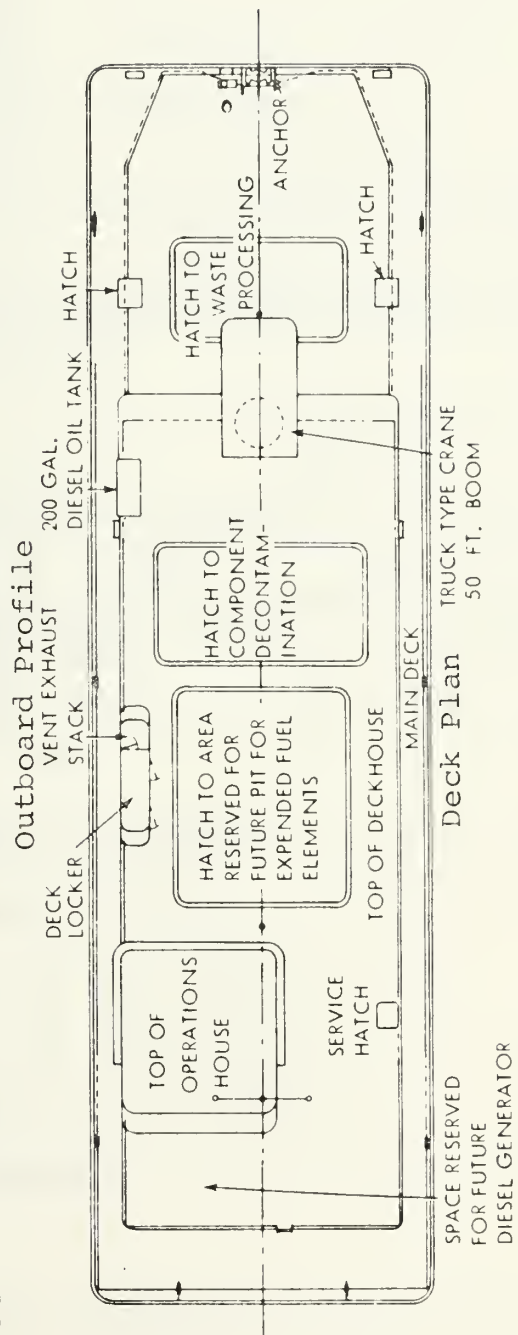 Outboard Profile
DECK
LOCKER
VENT EXHAUST
STACK
200 GAL.
DIESEL OIL TANK
HATCH
TOP OF
OPERATIONS
HOUSE
HATCH TO AREA
RESERVED FOR
FUTURE PIT FOR
EXPENDED FUEL
ELEMENTS
HATCH TO
COMPONENT
DECONTAM-
INATION
HATCH TO
WASTE
PROCESSING
ANCHOR
HATCH
SERVICE
HATCH
TOP OF DECKHOUSE
MAIN DECK
SPACE RESERVED
FOR FUTURE
DIESEL GENERATOR
TRUCK TYPE CRANE
50 FT. BOOM
Deck Plan